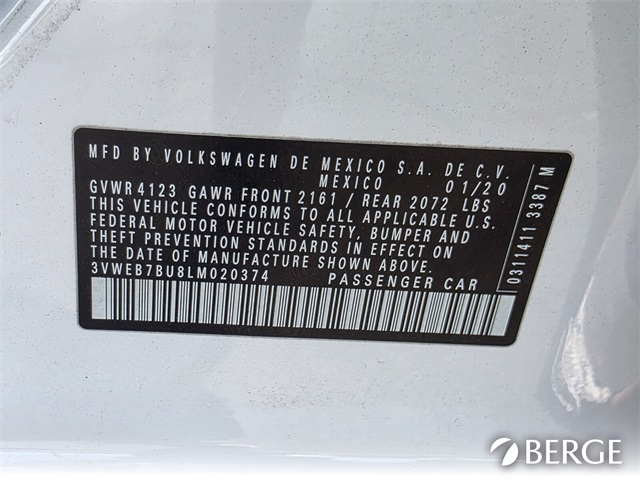 MFD BY VOLKSWAGEN DE MEXICO S.A. DE C.V.
MEXICO 01/20
GVWR 4123 GAWR FRONT 2161 / REAR 2072 LBS
THIS VEHICLE CONFORMS TO ALL APPLICABLE U.S.
FEDERAL MOTOR VEHICLE SAFETY, BUMPER AND
THEFT PREVENTION STANDARDS IN EFFECT ON
THE DATE OF MANUFACTURE SHOWN ABOVE.
3VWEB7BU8LM020374 PASSENGER CAR
0311411 3387 M
BERGE